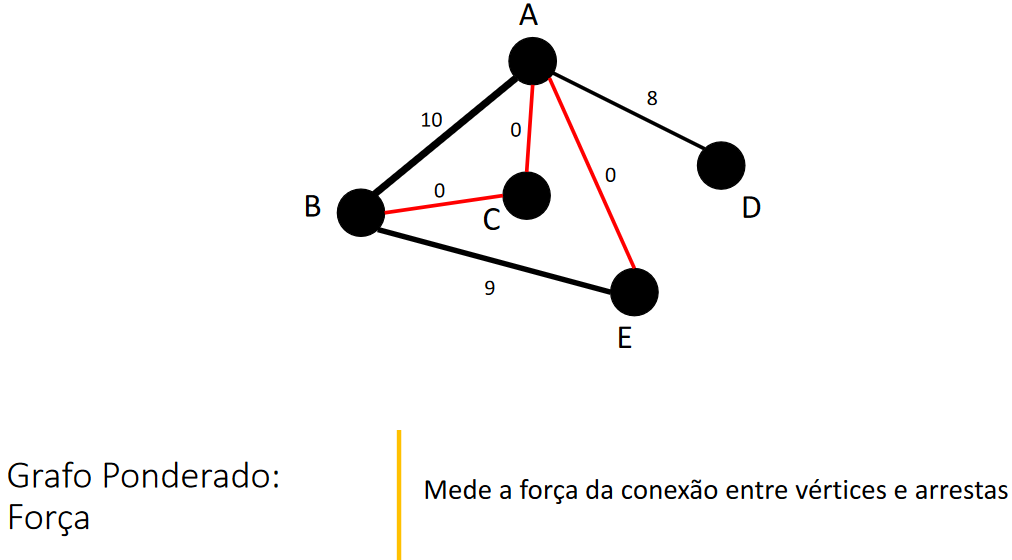 A
8
10
0
0
0
B
C
D
9
E
Grafo Ponderado:
Força
Mede a força da conexão entre vértices e arrestas